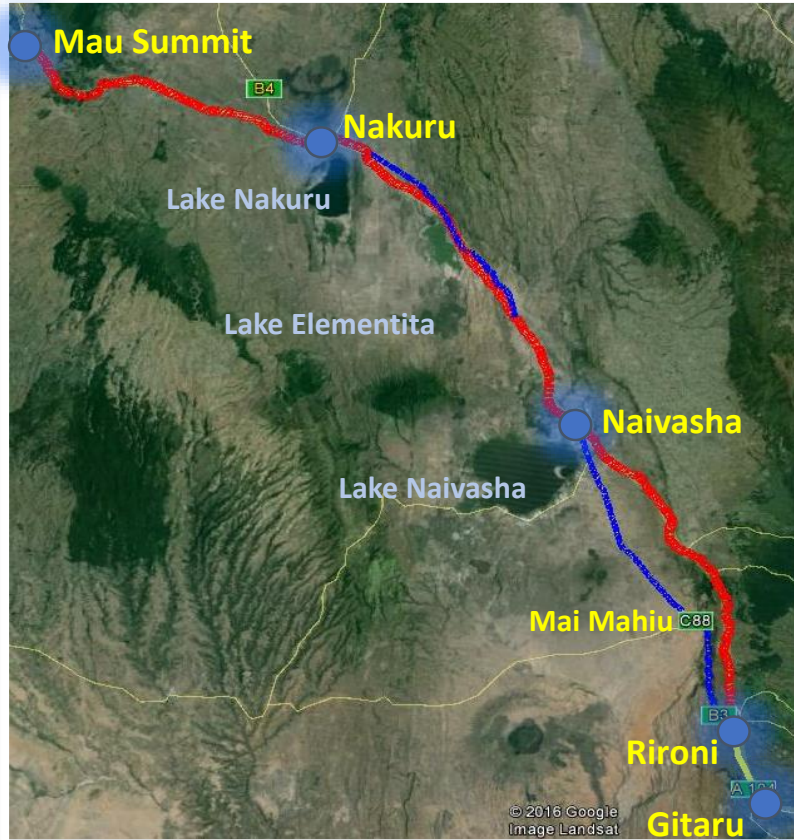 Mau Summit
B4
Nakuru
Lake Nakuru
Lake Elementita
Naivasha
Lake Naivasha
Mai Mahiu
C88
B3
Rironi
A 104
© 2016 Google
Image Landsat
Gitaru